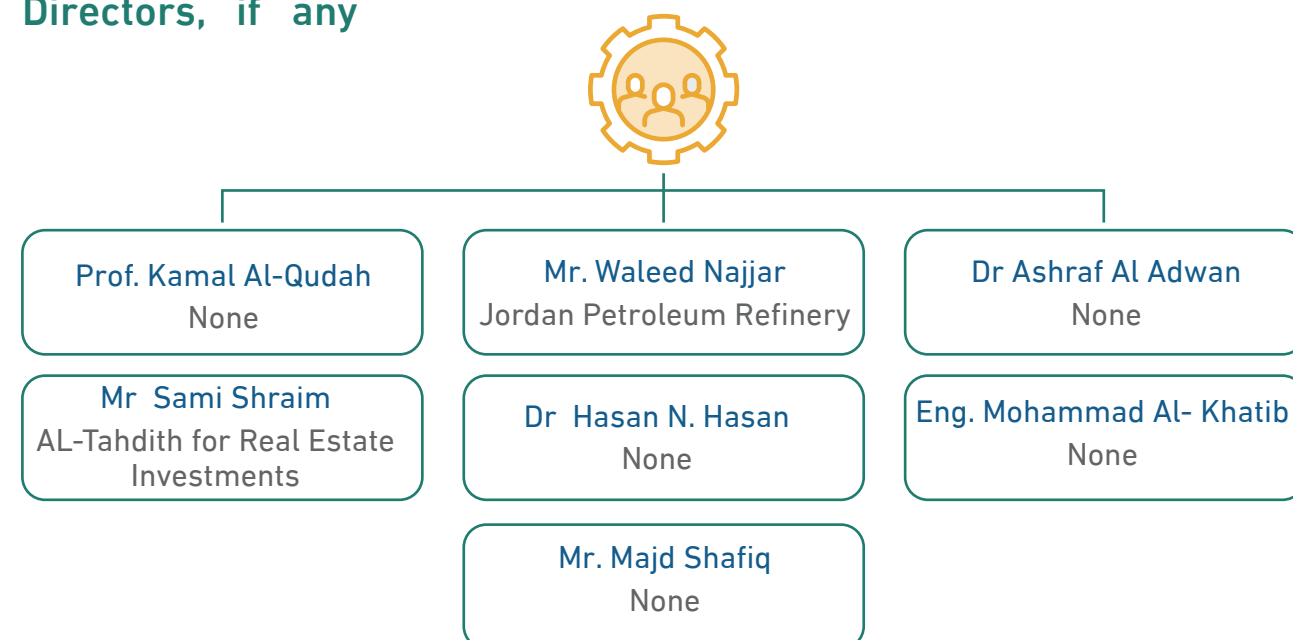 Directors, if any
Prof. Kamal Al-Qudah
None
Mr. Waleed Najjar
Jordan Petroleum Refinery
Dr Ashraf Al Adwan
None
Mr Sami Shraim
AL-Tahdith for Real Estate
Investments
Dr Hasan N. Hasan
None
Eng. Mohammad Al- Khatib
None
Mr. Majd Shafiq
None